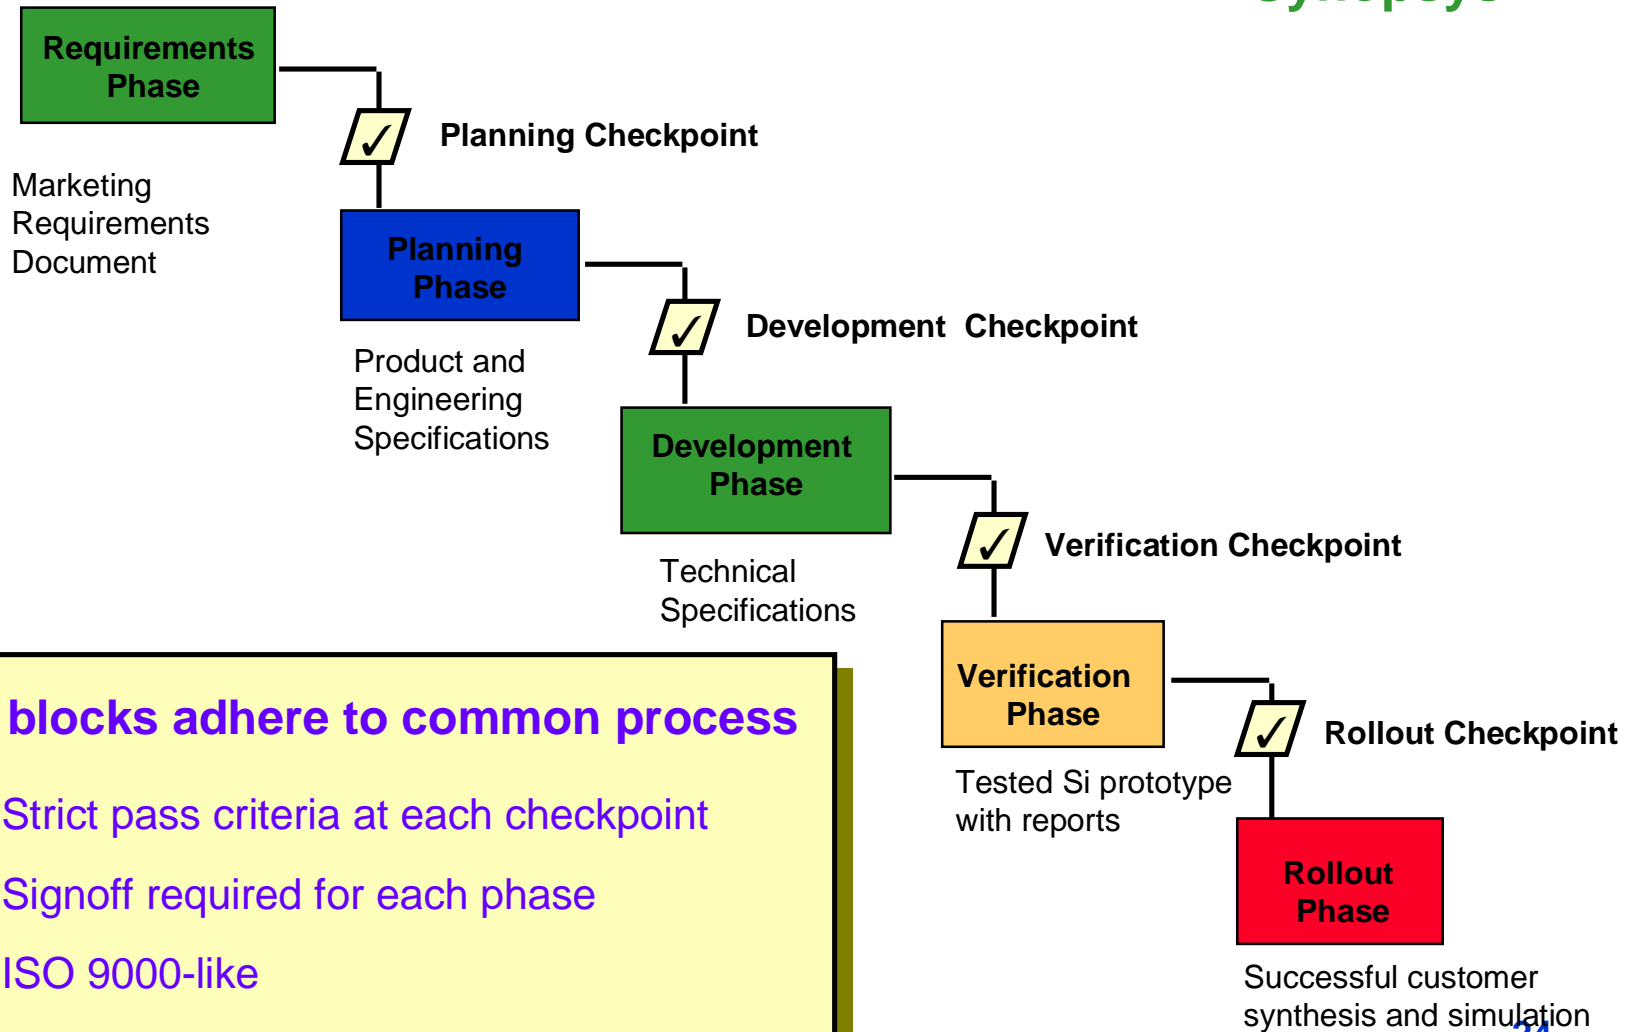 Synopsys
Requirements
Phase
Planning Checkpoint
Marketing
Requirements
Document
Planning
Phase
Development  Checkpoint
Product and
Engineering
Specifications
Development
Phase
Verification Checkpoint
Technical
Specifications
Verification
Phase
Rollout Checkpoint
Tested Si prototype
with reports
Rollout
Phase
Successful customer
synthesis and simulation
blocks adhere to common process
Strict pass criteria at each checkpoint
Signoff required for each phase
ISO 9000-like